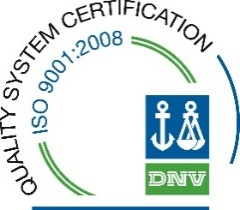 QUALITY SYSTEM CERTIFICATION
ISO 9001:2008
DNV